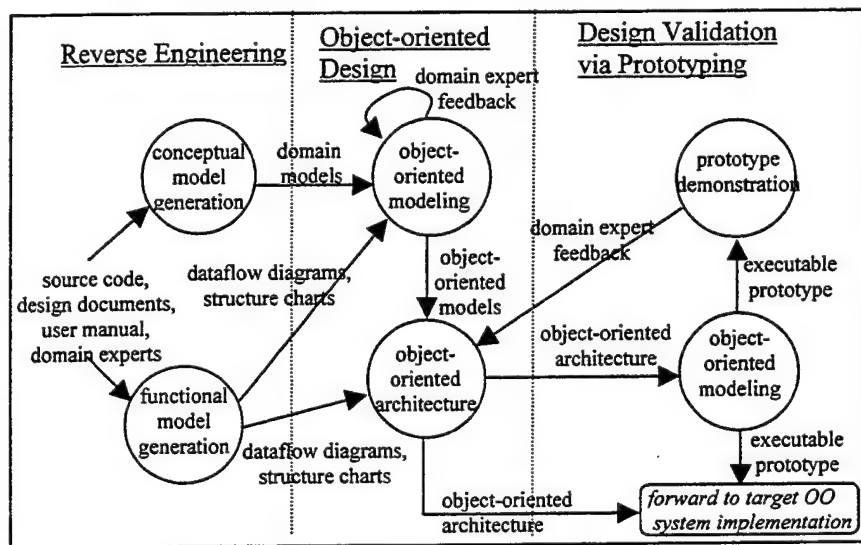 Reverse Engineering
Object-oriented
Design
Design Validation
via Prototyping
domain expert
feedback
conceptual
model
generation
domain
models
object-
oriented
modeling
prototype
demonstration
source code,
design documents,
user manual,
domain experts
dataflow diagrams,
structure charts
object-
oriented
models
domain expert
feedback
executable
prototype
functional
model
generation
object-
oriented
architecture
object-oriented
architecture
object-
oriented
modeling
dataflow diagrams,
structure charts
executable
prototype
object-oriented
architecture
forward to target OO
system implementation